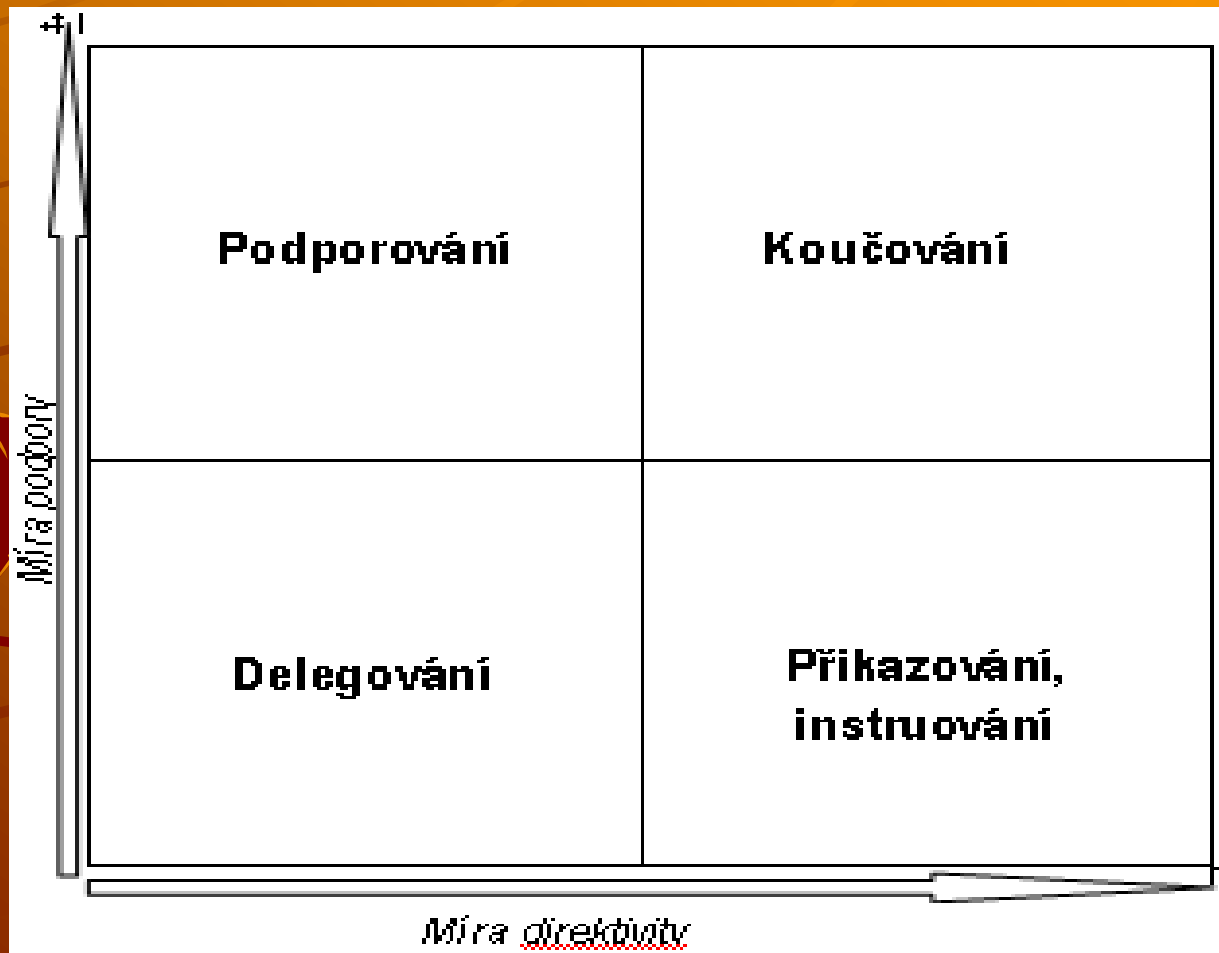 Podporování
Koučování
Míra podpory
Delegování
Přikazování,
instruování
Míra direktivity